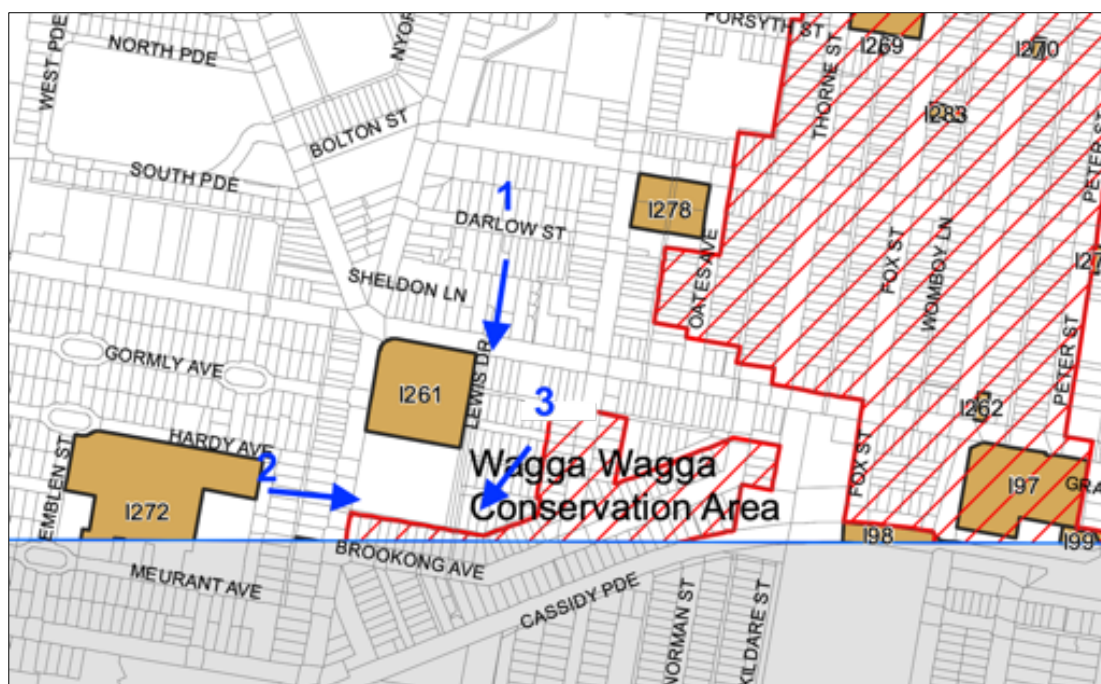 FORSYTH ST
WEST PDE
NORTH PDE
NYOR
I269
I270
THORNE ST
I283
BOLTON ST
PETER ST
SOUTH PDE
1
I278
DARLOW ST
OATES AVE
FOX ST
WOMBOY LN
I27
SHELDON LN
GORMLY AVE
LEWIS DR
I261
3
I262
PETER ST
HARDY AVE
2
EMBLEN ST
I272
Wagga Wagga
Conservation Area
FOX ST
I97
GRA
I98
I99
BROOKONG AVE
MEURANT AVE
CASSIDY PDE
NORMAN ST
KILDARE ST